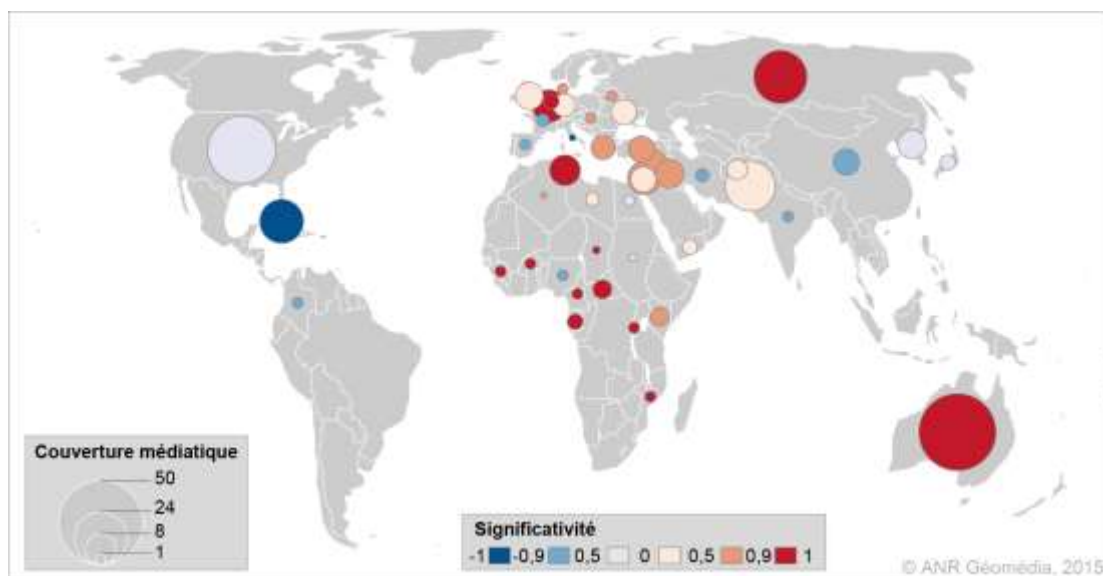 Couverture médiatique
50
24
8
1
Significativité
-1 -0,9 0,5 0 0,5 0,9 1
© ANR Géomédia, 2015